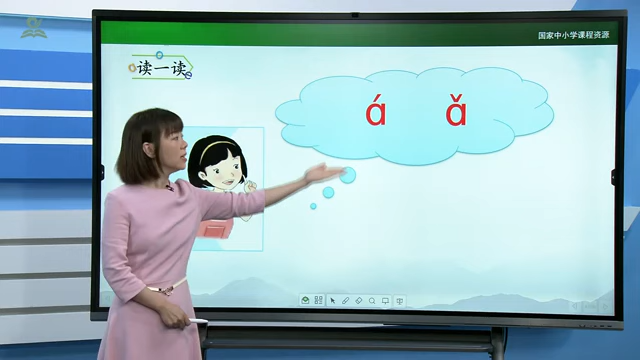 国家中小学课程资源
读一读
á ǎ